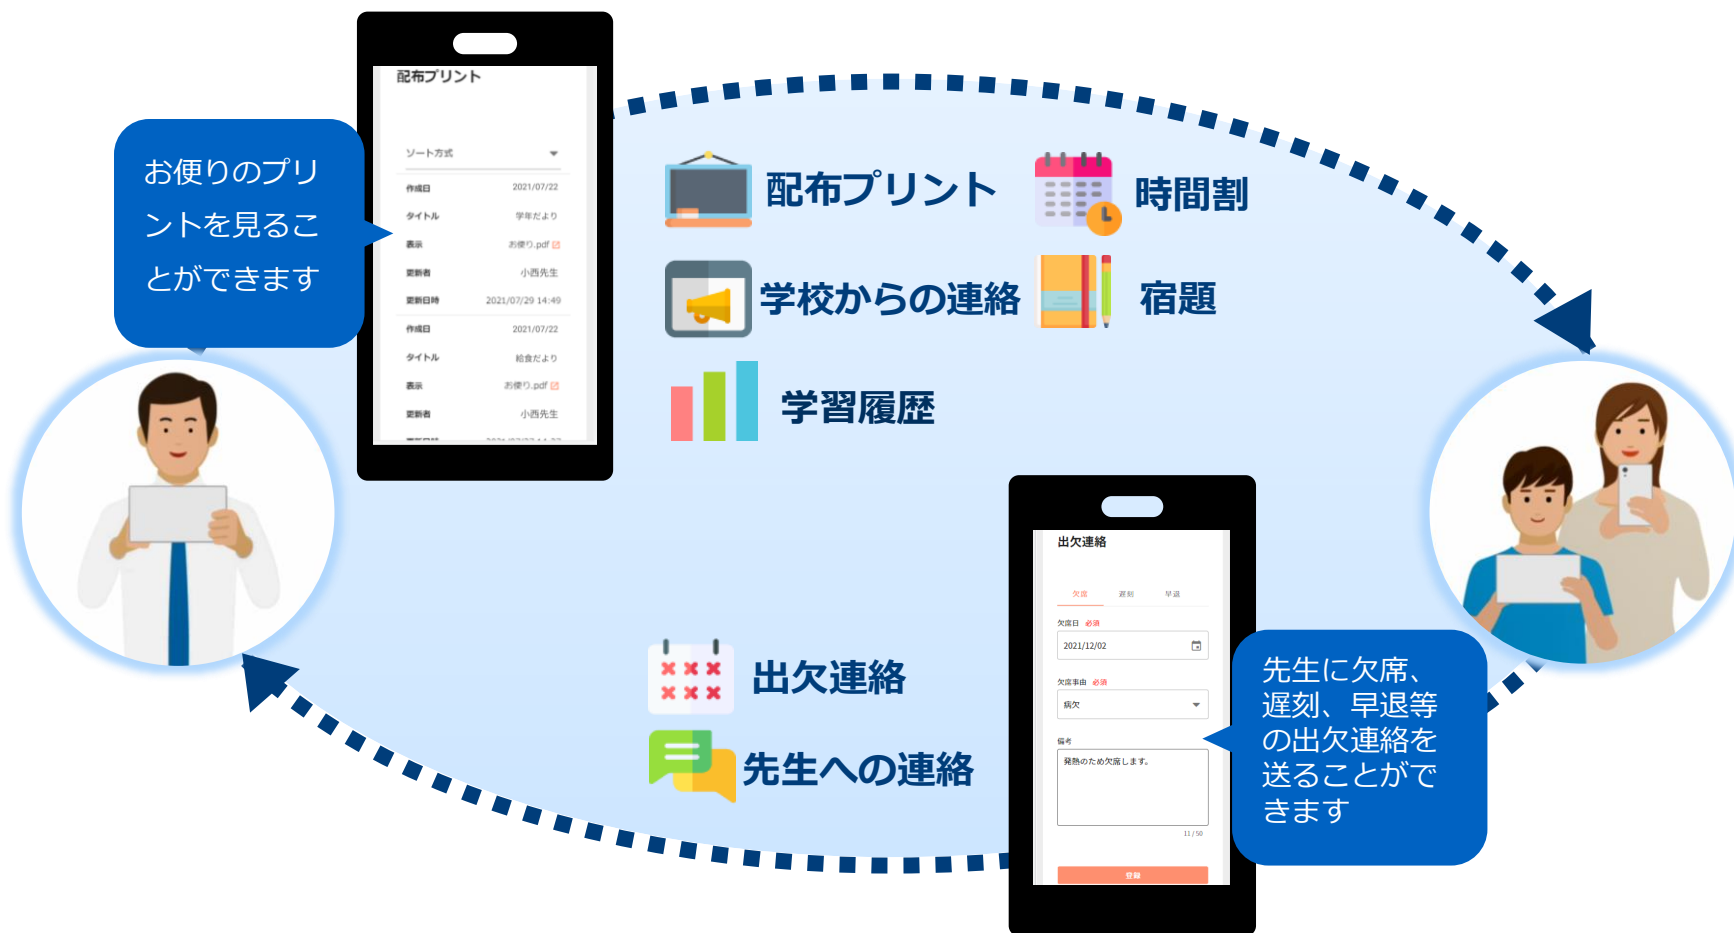 配布プリント
ソート方式
作成日 2021/07/22
タイトル 学年だより
表示 お便り.pdf
更新者 小西先生
更新日時 2021/07/29 14:49
作成日 2021/07/22
タイトル 給食だより
表示 お便り.pdf
更新者 小西先生
お便りのプリ
ントを見るこ
とができます
配布プリント
時間割
学校からの連絡
宿題
学習履歴
出欠連絡
先生への連絡
出欠連絡
欠席 遅刻 早退
欠席日 必須
2021/12/02
欠席事由 必須
病欠
備考
発熱のため欠席します。
11 / 50
登録
先生に欠席、
遅刻、早退等
の出欠連絡を
送ることがで
きます